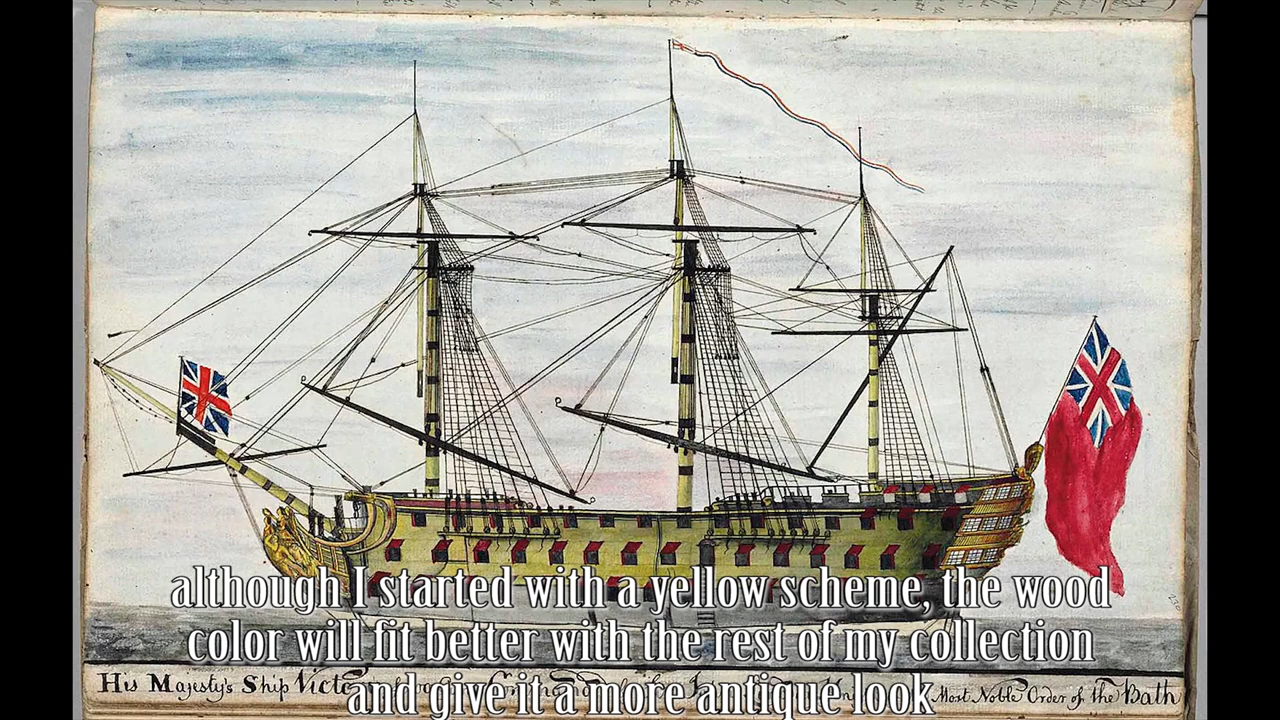 although I started with a yellow scheme, the wood
color will fit better with the rest of my collection
and give it a more antique look
His Majesty's Ship Most Noble Order of the Bath